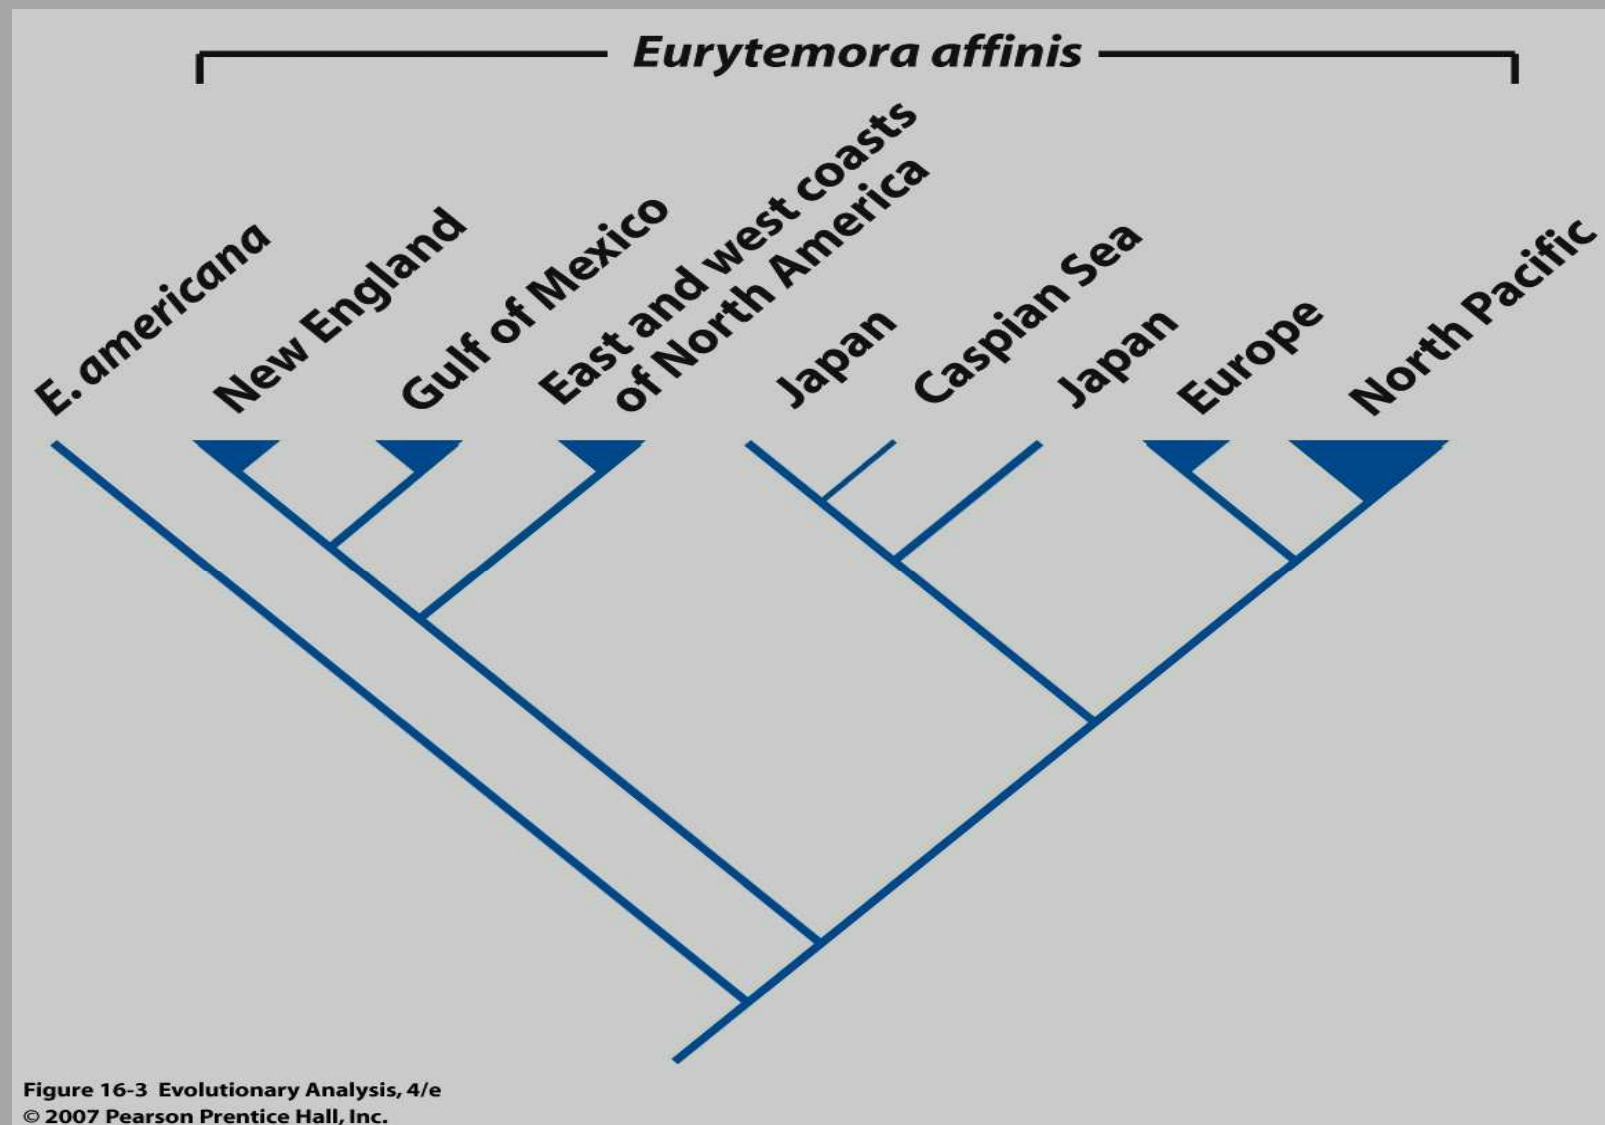 Eurytemora affinis
E. americana
New England
Gulf of Mexico
East and west coasts
of North America
Japan
Caspian Sea
Japan
Europe
North Pacific
Figure 16-3 Evolutionary Analysis, 4/e
© 2007 Pearson Prentice Hall, Inc.